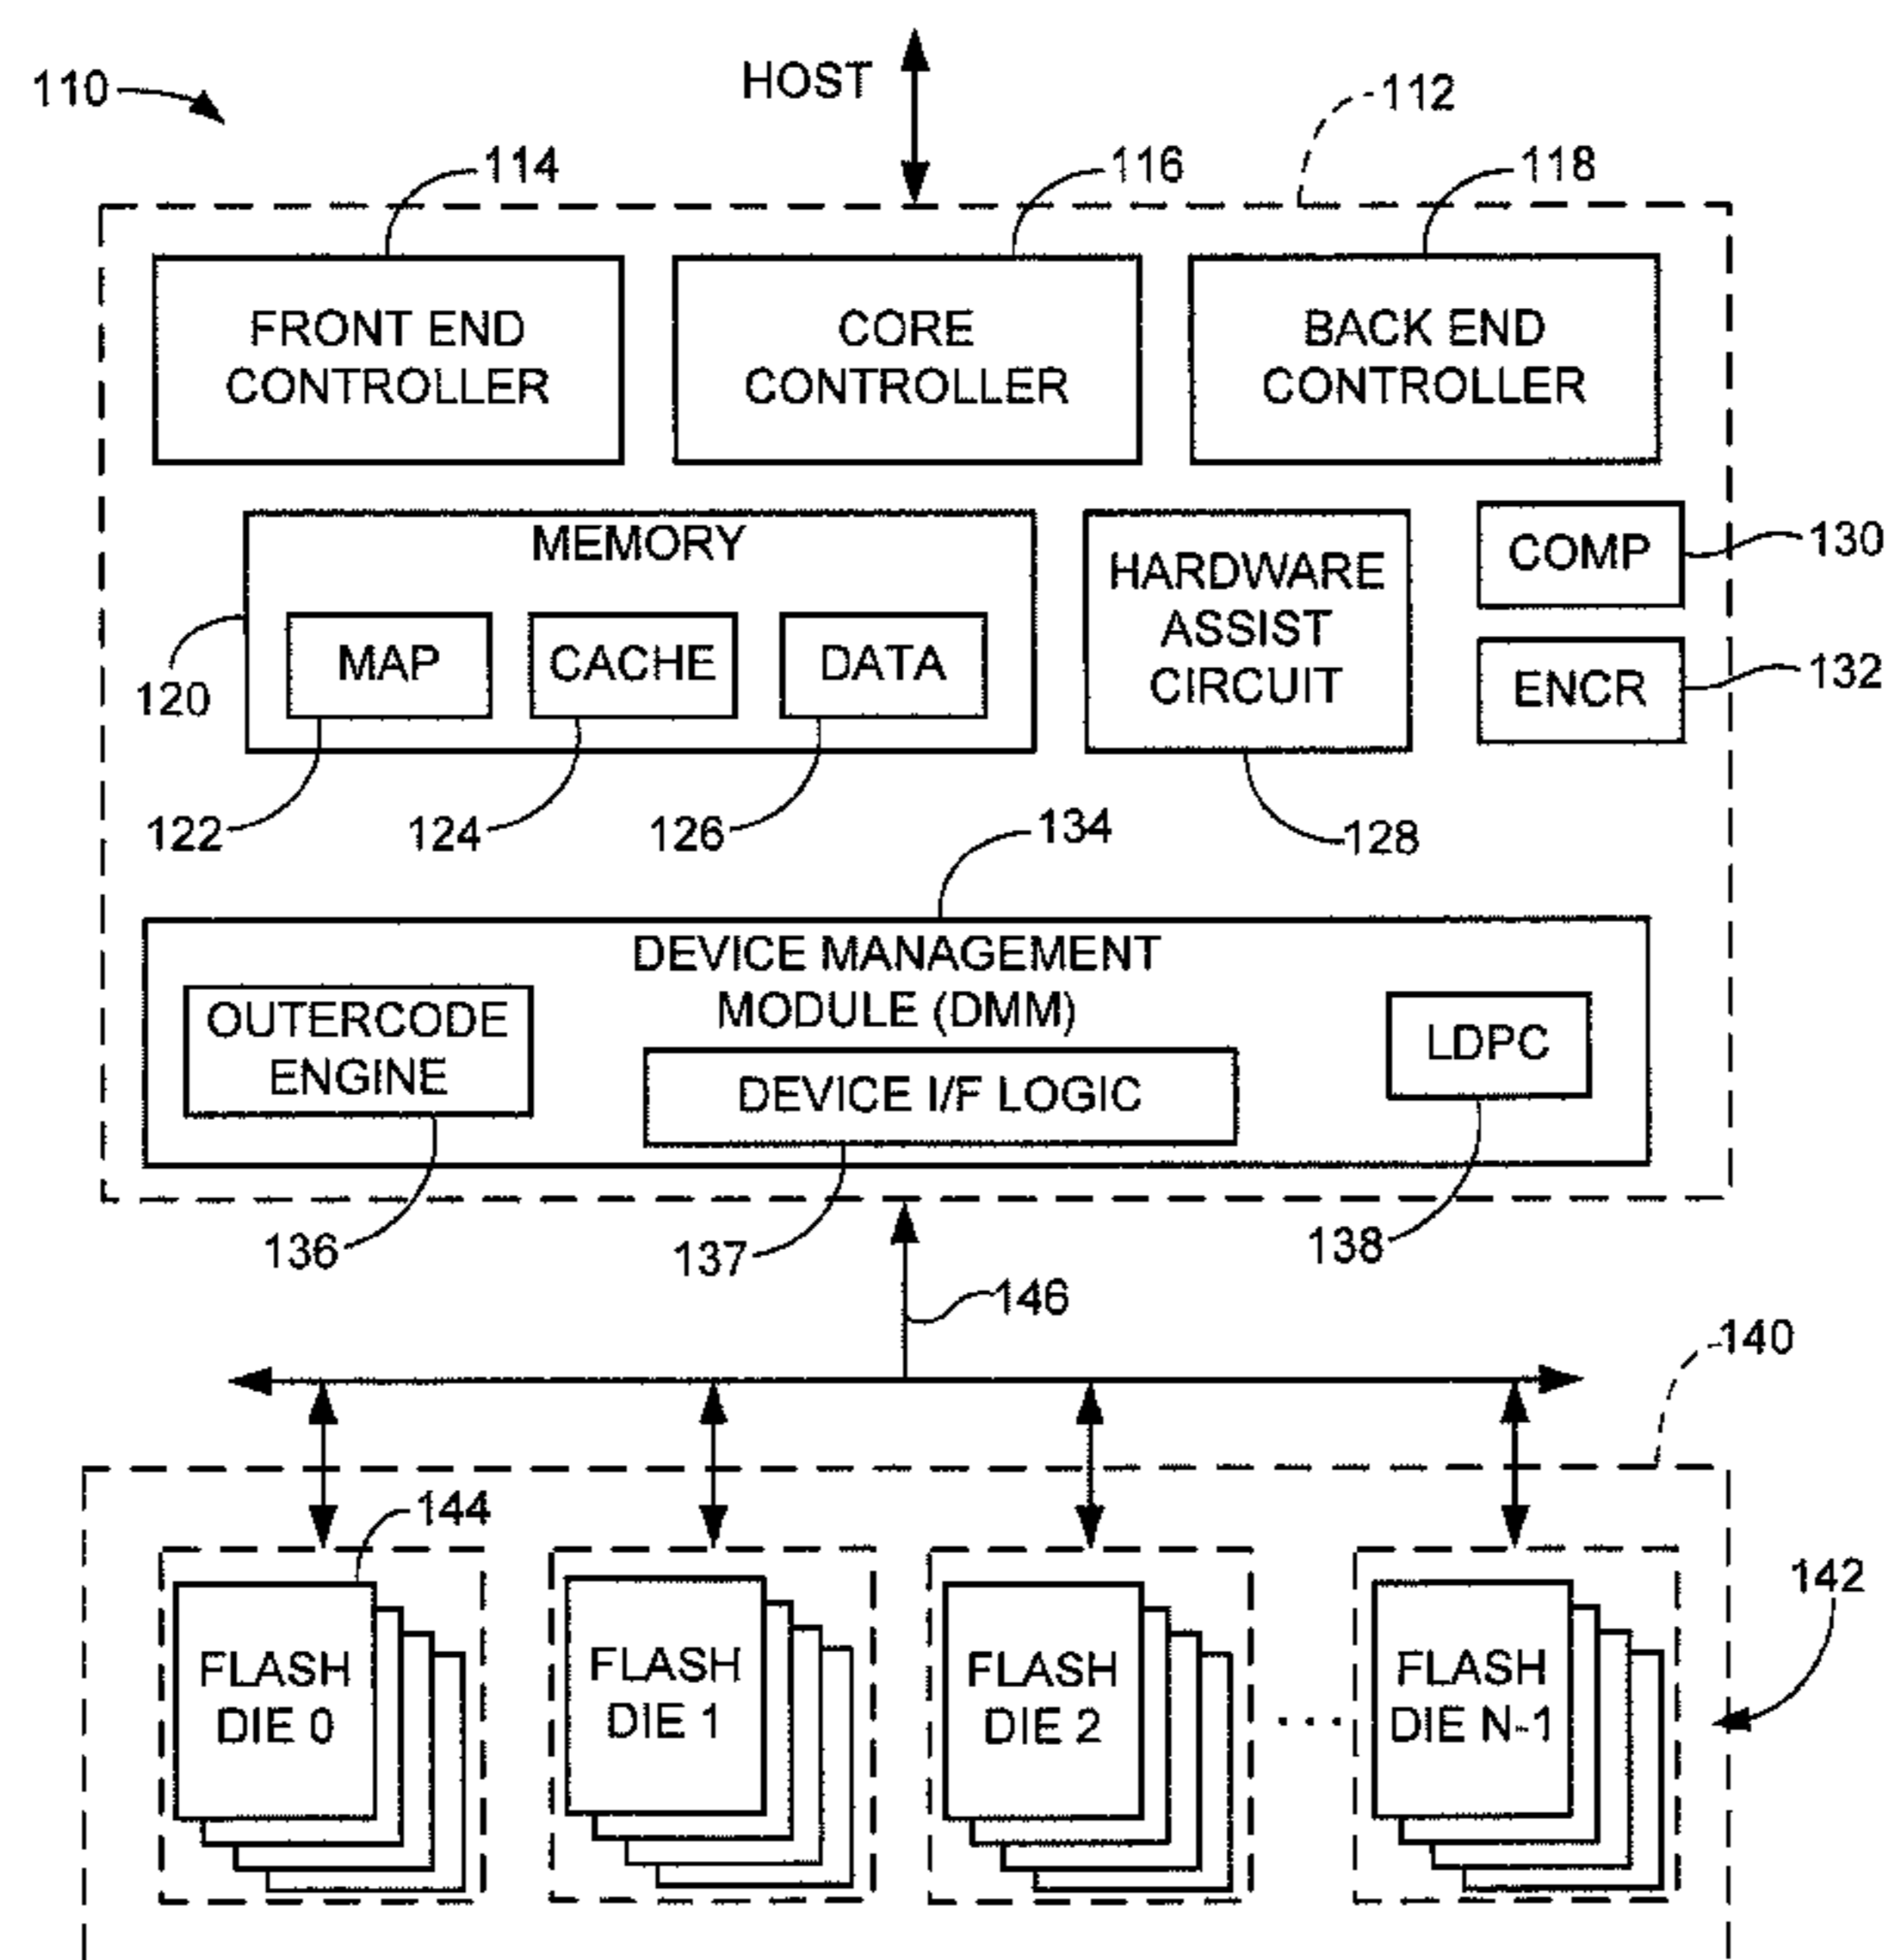 HOST
110
112
114
116
118
FRONT END
CONTROLLER
CORE
CONTROLLER
BACK END
CONTROLLER
MEMORY
MAP
CACHE
DATA
HARDWARE
ASSIST
CIRCUIT
COMP
130
ENCR
132
120
122
124
126
134
128
DEVICE MANAGEMENT
MODULE (DMM)
OUTERCODE
ENGINE
DEVICE I/F LOGIC
LDPC
136
137
138
146
140
144
142
FLASH
DIE 0
FLASH
DIE 1
FLASH
DIE 2
...
FLASH
DIE N-1